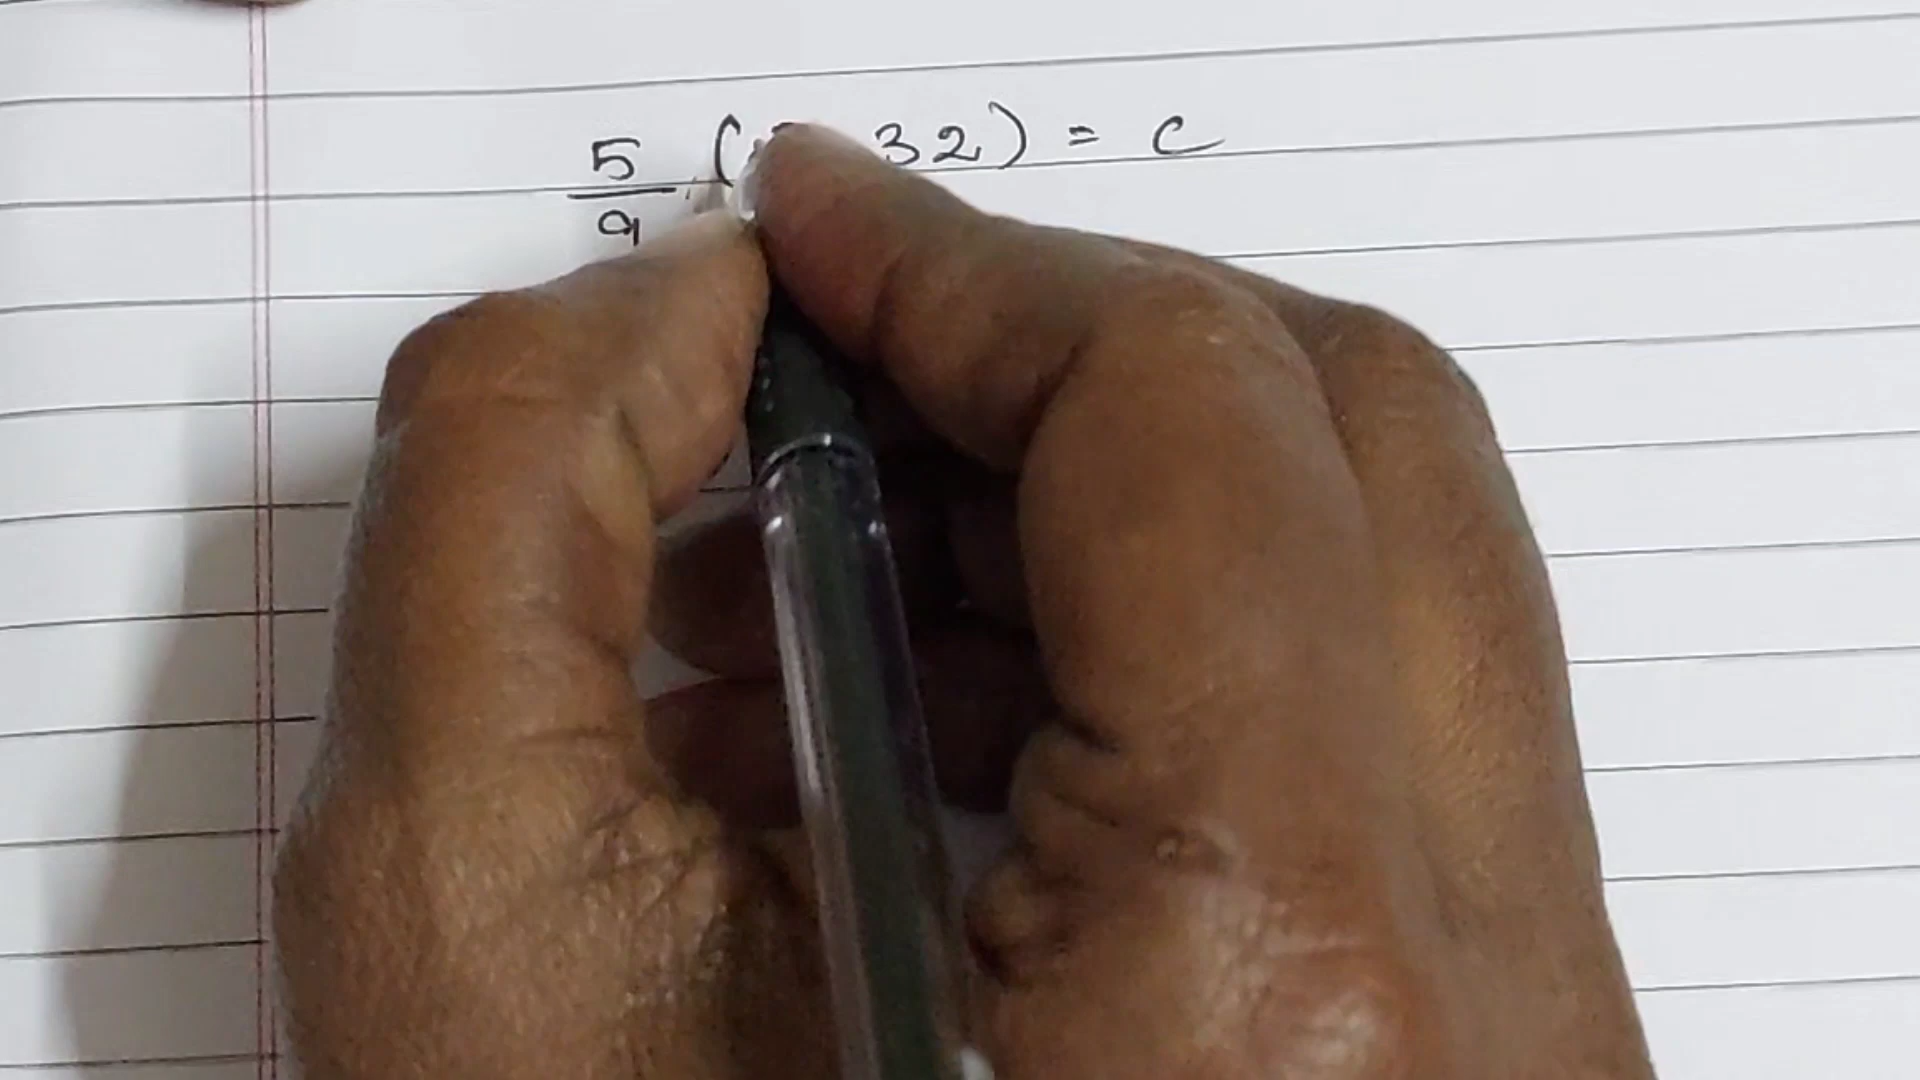 5/9 ( 32) = C